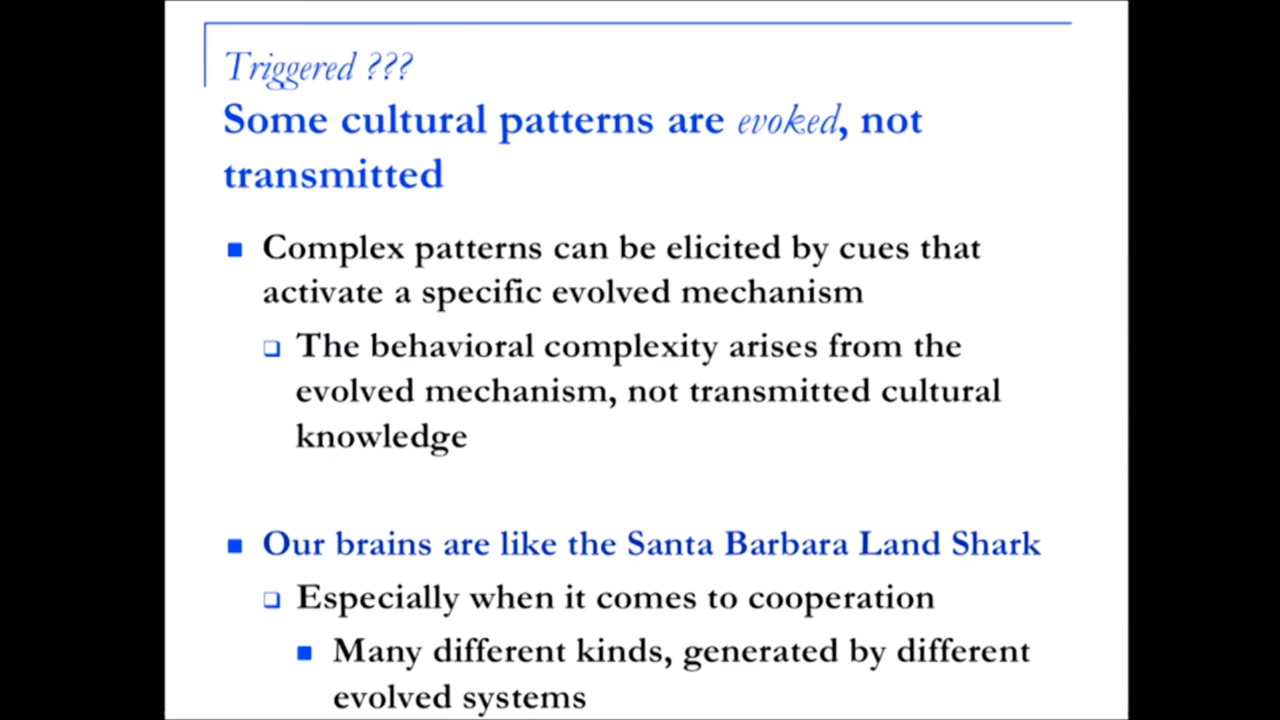 Triggered ???
Some cultural patterns are evoked, not
transmitted
Complex patterns can be elicited by cues that
activate a specific evolved mechanism
The behavioral complexity arises from the
evolved mechanism, not transmitted cultural
knowledge
Our brains are like the Santa Barbara Land Shark
Especially when it comes to cooperation
Many different kinds, generated by different
evolved systems